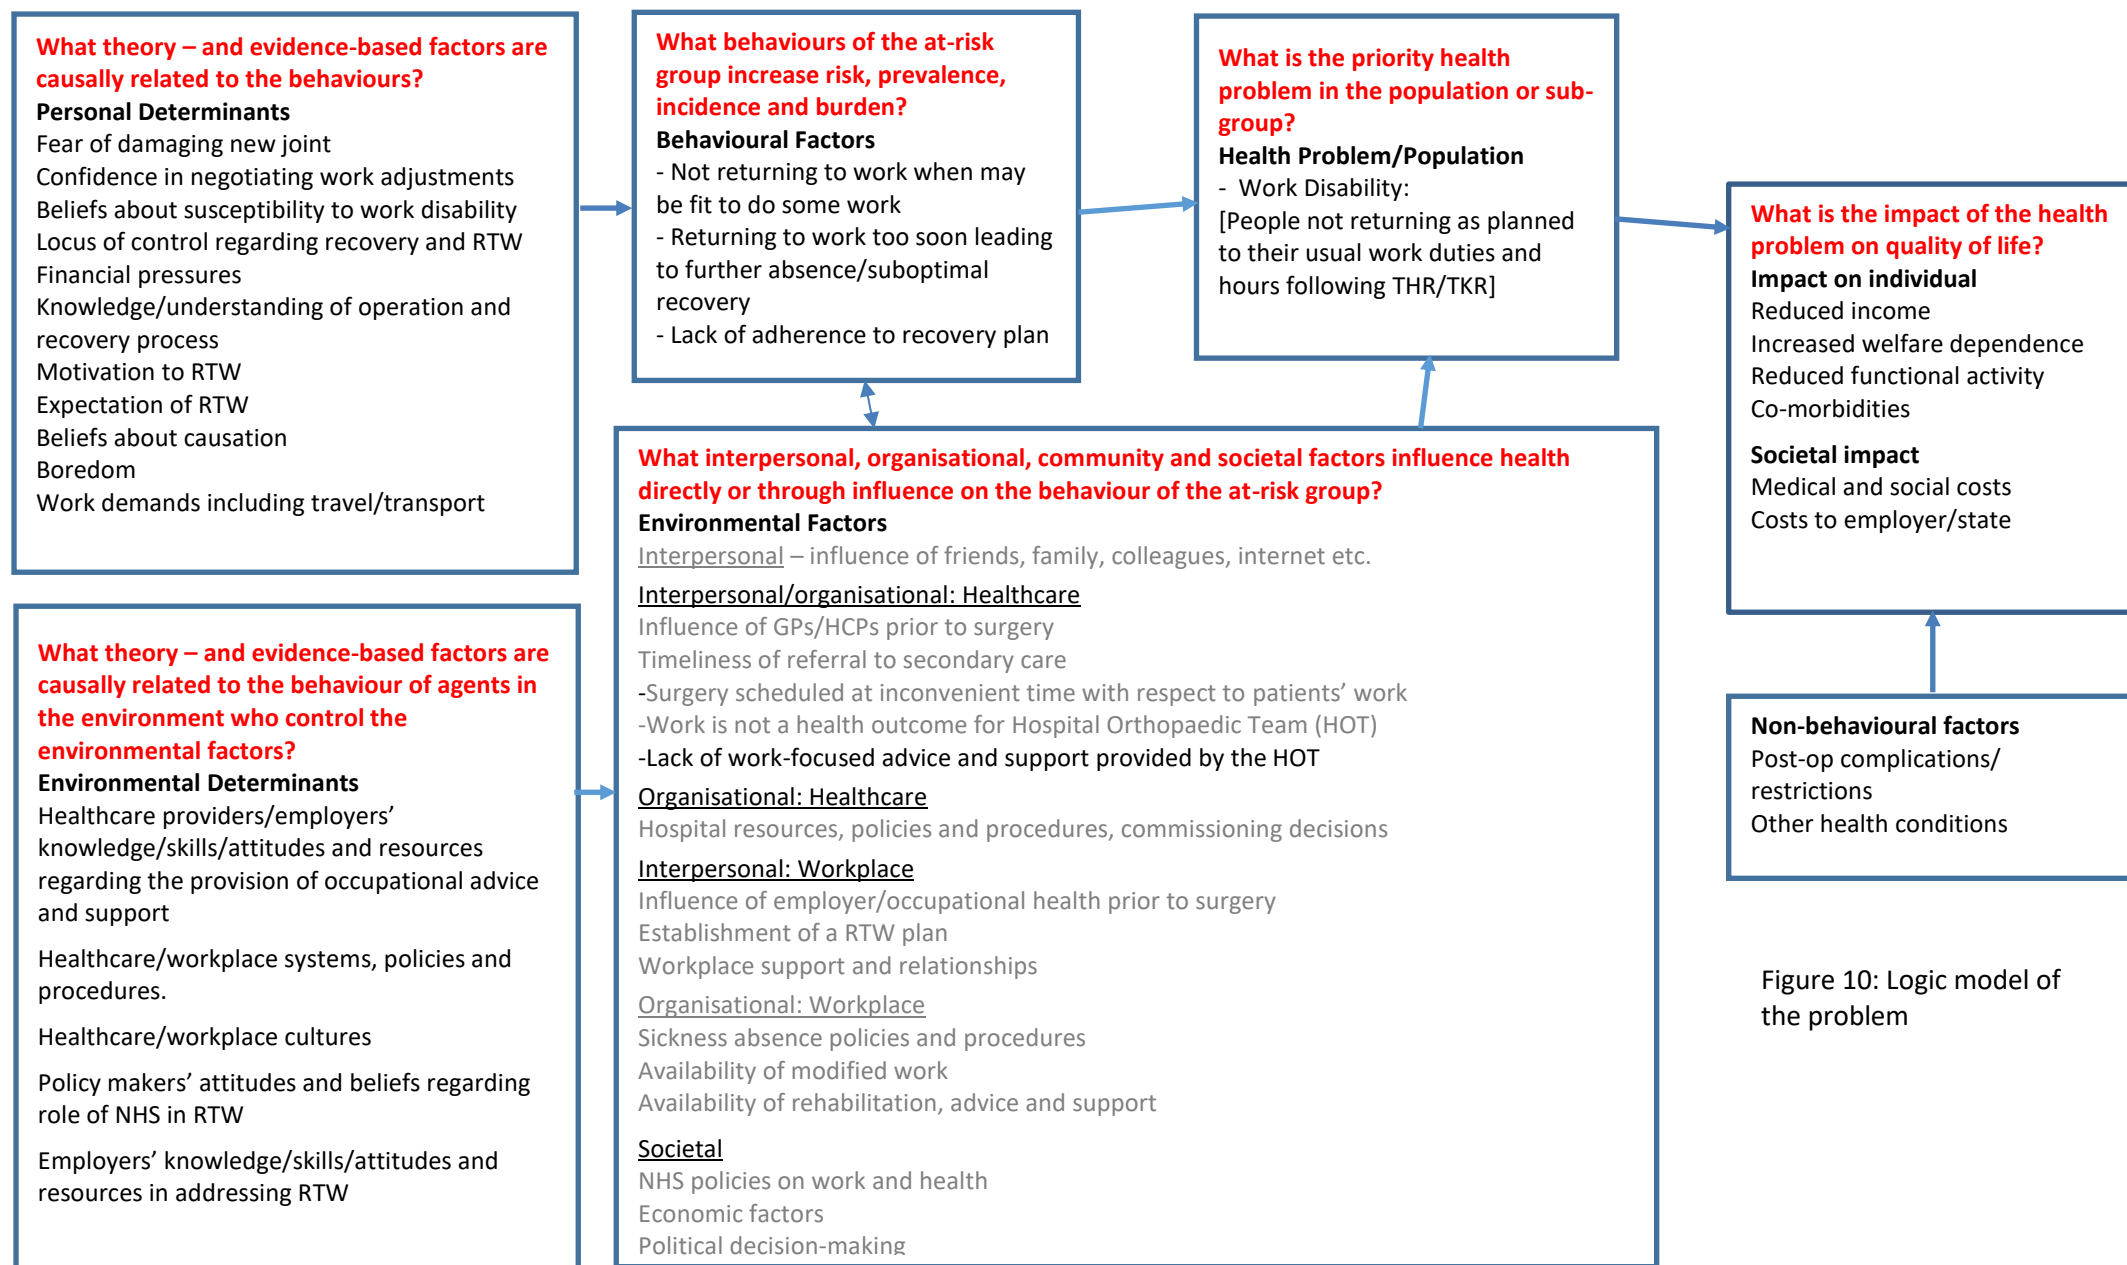 What theory – and evidence-based factors are
causally related to the behaviours?
Personal Determinants
Fear of damaging new joint
Confidence in negotiating work adjustments
Beliefs about susceptibility to work disability
Locus of control regarding recovery and RTW
Financial pressures
Knowledge/understanding of operation and
recovery process
Motivation to RTW
Expectation of RTW
Beliefs about causation
Boredom
Work demands including travel/transport
What theory – and evidence-based factors are
causally related to the behaviour of agents in
the environment who control the
environmental factors?
Environmental Determinants
Healthcare providers/employers’
knowledge/skills/attitudes and resources
regarding the provision of occupational advice
and support
Healthcare/workplace systems, policies and
procedures.
Healthcare/workplace cultures
Policy makers’ attitudes and beliefs regarding
role of NHS in RTW
Employers’ knowledge/skills/attitudes and
resources in addressing RTW
What behaviours of the at-risk
group increase risk, prevalence,
incidence and burden?
Behavioural Factors
- Not returning to work when may
be fit to do some work
- Returning to work too soon leading
to further absence/suboptimal
recovery
- Lack of adherence to recovery plan
What interpersonal, organisational, community and societal factors influence health
directly or through influence on the behaviour of the at-risk group?
Environmental Factors
Interpersonal – influence of friends, family, colleagues, internet etc.
Interpersonal/organisational: Healthcare
Influence of GPs/HCPs prior to surgery
Timeliness of referral to secondary care
-Surgery scheduled at inconvenient time with respect to patients’ work
-Work is not a health outcome for Hospital Orthopaedic Team (HOT)
-Lack of work-focused advice and support provided by the HOT
Organisational: Healthcare
Hospital resources, policies and procedures, commissioning decisions
Interpersonal: Workplace
Influence of employer/occupational health prior to surgery
Establishment of a RTW plan
Workplace support and relationships
Organisational: Workplace
Sickness absence policies and procedures
Availability of modified work
Availability of rehabilitation, advice and support
Societal
NHS policies on work and health
Economic factors
Political decision-making
What is the priority health
problem in the population or sub-
group?
Health Problem/Population
- Work Disability:
[People not returning as planned
to their usual work duties and
hours following THR/TKR]
What is the impact of the health
problem on quality of life?
Impact on individual
Reduced income
Increased welfare dependence
Reduced functional activity
Co-morbidities
Societal impact
Medical and social costs
Costs to employer/state
Non-behavioural factors
Post-op complications/
restrictions
Other health conditions
Figure 10: Logic model of
the problem